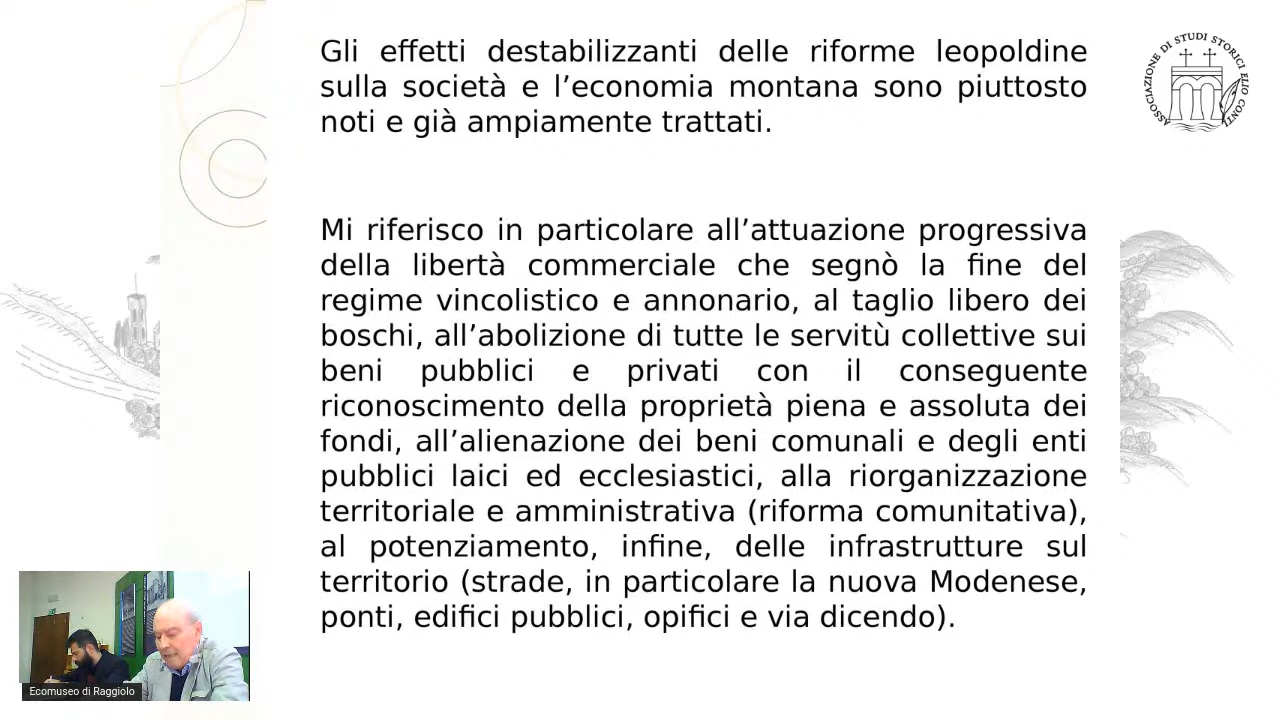 Gli effetti destabilizzanti delle riforme leopoldine
sulla società e l’economia montana sono piuttosto
noti e già ampiamente trattati.
Mi riferisco in particolare all’attuazione progressiva
della libertà commerciale che segnò la fine del
regime vincolistico e annonario, al taglio libero dei
boschi, all’abolizione di tutte le servitù collettive sui
beni pubblici e privati con il conseguente
riconoscimento della proprietà piena e assoluta dei
fondi, all’alienazione dei beni comunali e degli enti
pubblici laici ed ecclesiastici, alla riorganizzazione
territoriale e amministrativa (riforma comunitativa),
al potenziamento, infine, delle infrastrutture sul
territorio (strade, in particolare la nuova Modenese,
ponti, edifici pubblici, opifici e via dicendo).
ASSOCIAZIONE DI STUDI STORICI ELIO CONTI
Ecomuseo di Raggiolo